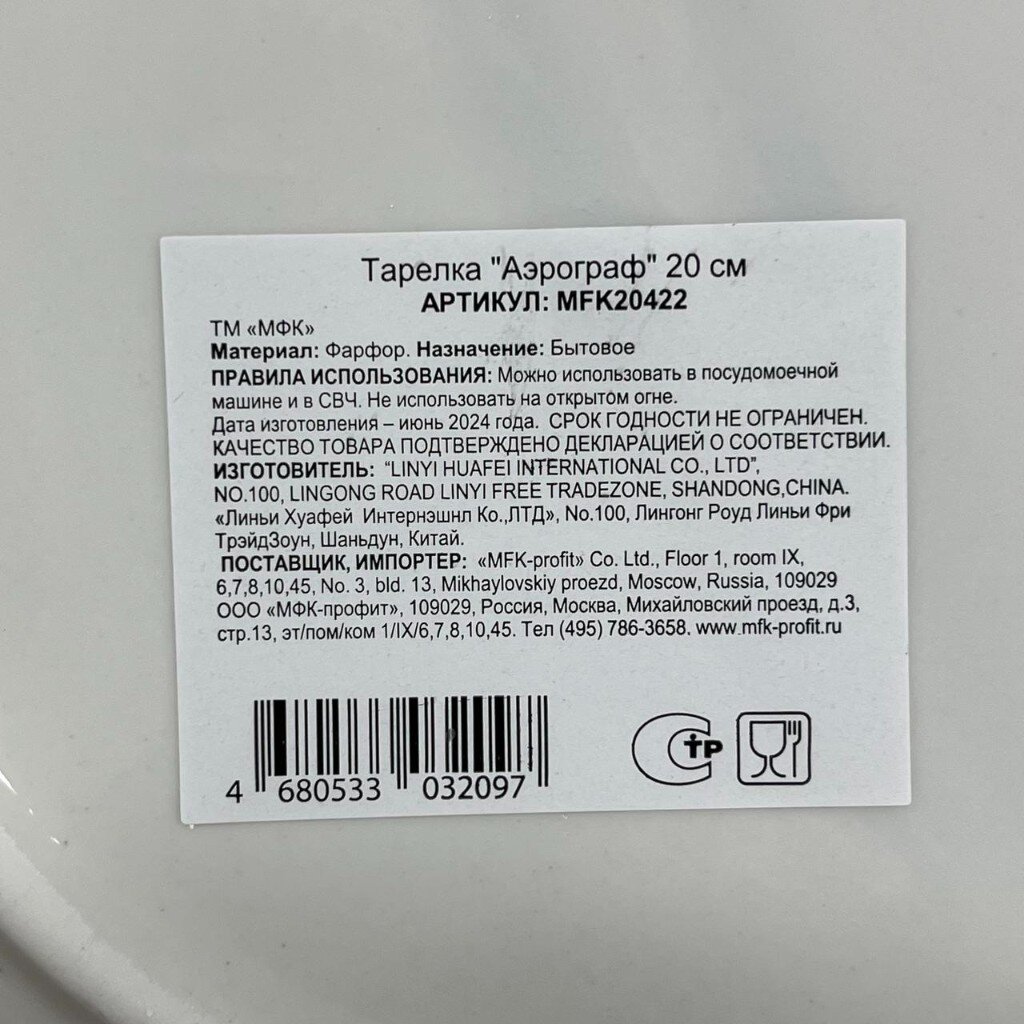 Тарелка "Аэрограф" 20 см
АРТИКУЛ: MFK20422
ТМ «МФК»
Материал: Фарфор. Назначение: Бытовое
ПРАВИЛА ИСПОЛЬЗОВАНИЯ: Можно использовать в посудомоечной
машине и в СВЧ. Не использовать на открытом огне.
Дата изготовления – июнь 2024 года. СРОК ГОДНОСТИ НЕ ОГРАНИЧЕН.
КАЧЕСТВО ТОВАРА ПОДТВЕРЖДЕНО ДЕКЛАРАЦИЕЙ О СООТВЕТСТВИИ.
ИЗГОТОВИТЕЛЬ: “LINYI HUAFEI INTERNATIONAL CO., LTD”,
NO.100, LINGONG ROAD LINYI FREE TRADEZONE, SHANDONG,CHINA.
«Линьи Хуафей Интернэшнл Ко.,ЛТД», No.100, Лингонг Роуд Линьи Фри
ТрэйдЗоун, Шаньдун, Китай.
ПОСТАВЩИК, ИМПОРТЕР: «MFK-profit» Co. Ltd., Floor 1, room IX,
6,7,8,10,45, No. 3, bld. 13, Mikhaylovskiy proezd, Moscow, Russia, 109029
ООО «МФК-профит», 109029, Россия, Москва, Михайловский проезд, д.3,
стр.13, эт/пом/ком 1/IX/6,7,8,10,45. Тел (495) 786-3658. www.mfk-profit.ru
4 680533 032097
СТР